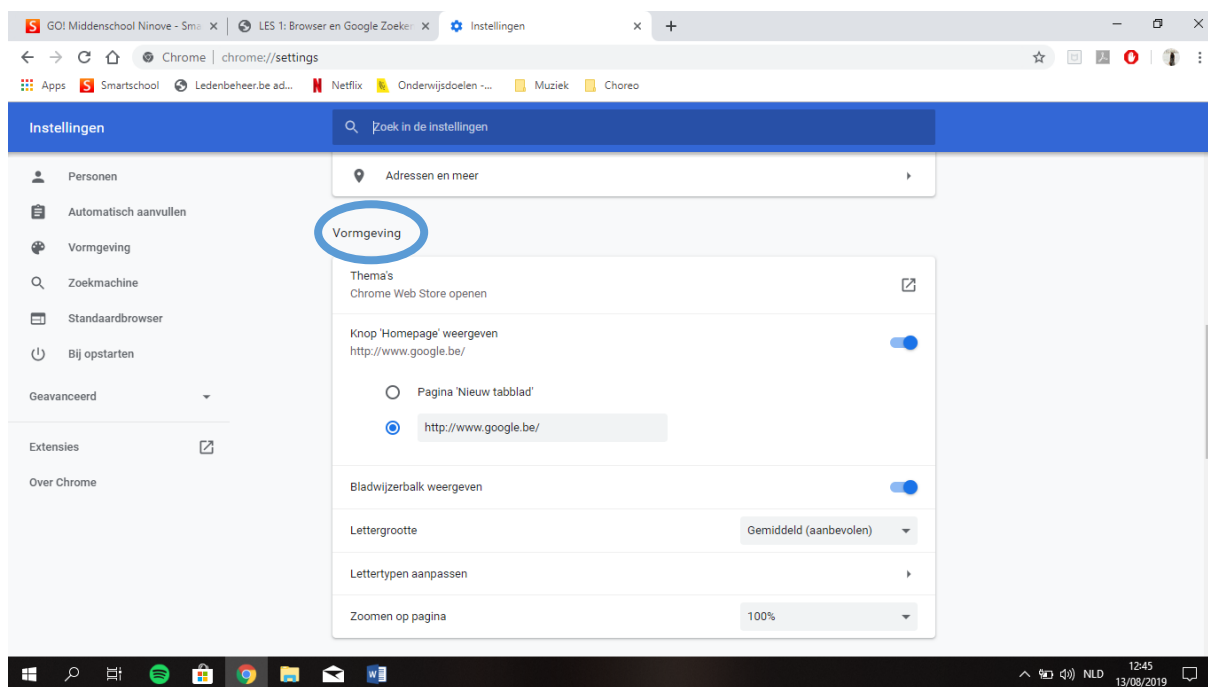 GO! Middenschool Ninove - Sma
LES 1: Browser en Google Zoeken
Instellingen
Chrome | chrome://settings
Apps
Smartschool
Ledenbeheer.be ad...
Netflix
Onderwijsdoelen -...
Muziek
Choreo
Instellingen
Zoek in de instellingen
Personen
Automatisch aanvullen
Vormgeving
Zoekmachine
Standaardbrowser
Bij opstarten
Geavanceerd
Extensies
Over Chrome
Adressen en meer
Vormgeving
Thema's
Chrome Web Store openen
Knop 'Homepage' weergeven
http://www.google.be/
Pagina 'Nieuw tabblad'
http://www.google.be/
Bladwijzerbalk weergeven
Lettergrootte
Gemiddeld (aanbevolen)
Lettertypen aanpassen
Zoomen op pagina
100%
NLD
12:45
13/08/2019